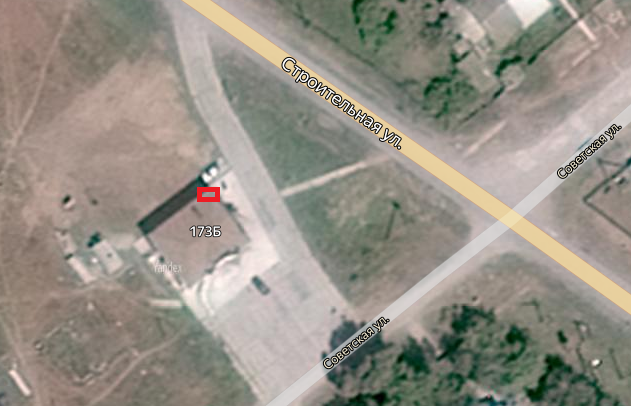 Строительная ул.
Советская ул.
173Б
Yandex
Советская ул.